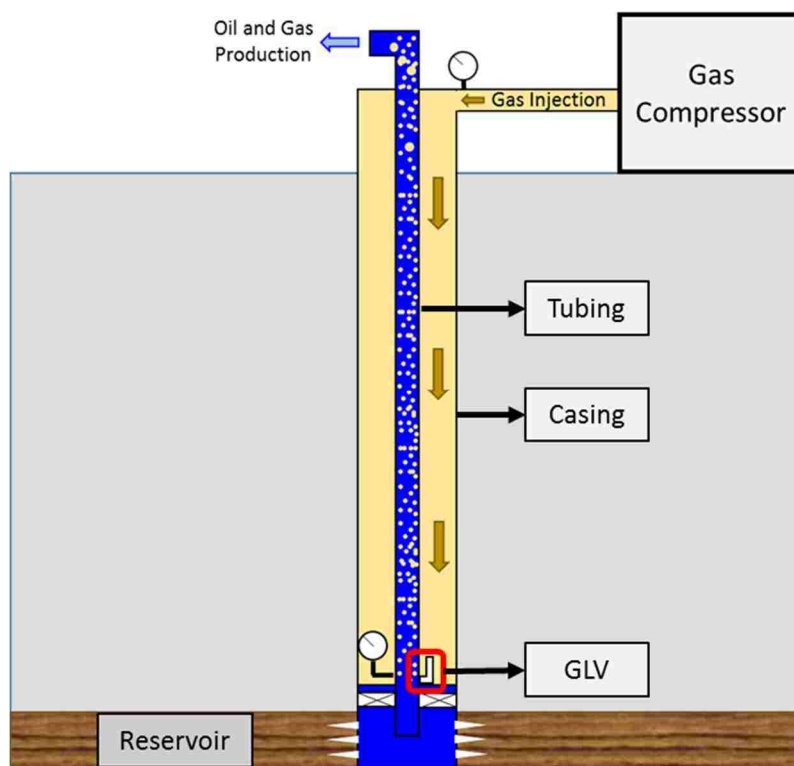 Oil and Gas
Production
Gas Injection
Gas
Compressor
Tubing
Casing
GLV
Reservoir